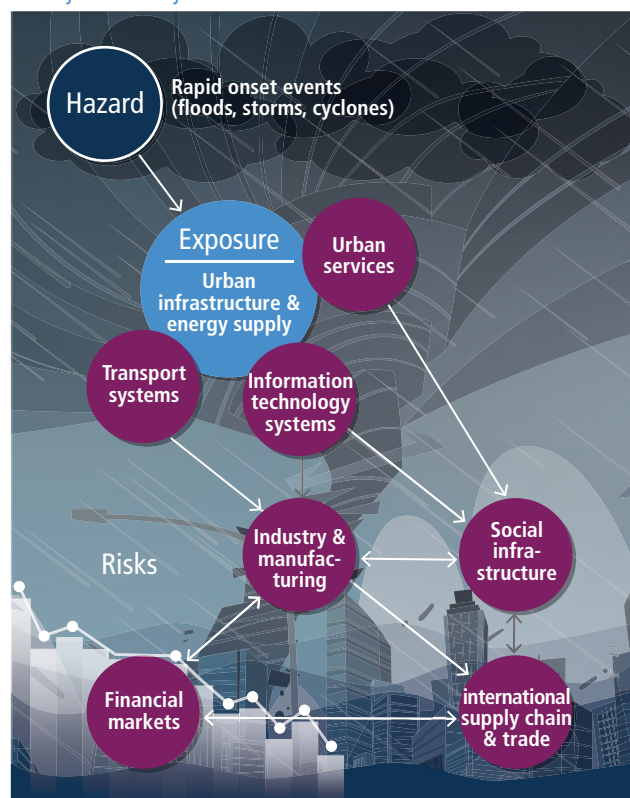 Hazard
Rapid onset events
(floods, storms, cyclones)
Exposure
Urban
infrastructure &
energy supply
Urban
services
Transport
systems
Information
technology
systems
Industry &
manufac-
turing
Social
infra-
structure
Risks
Financial
markets
international
supply chain
& trade